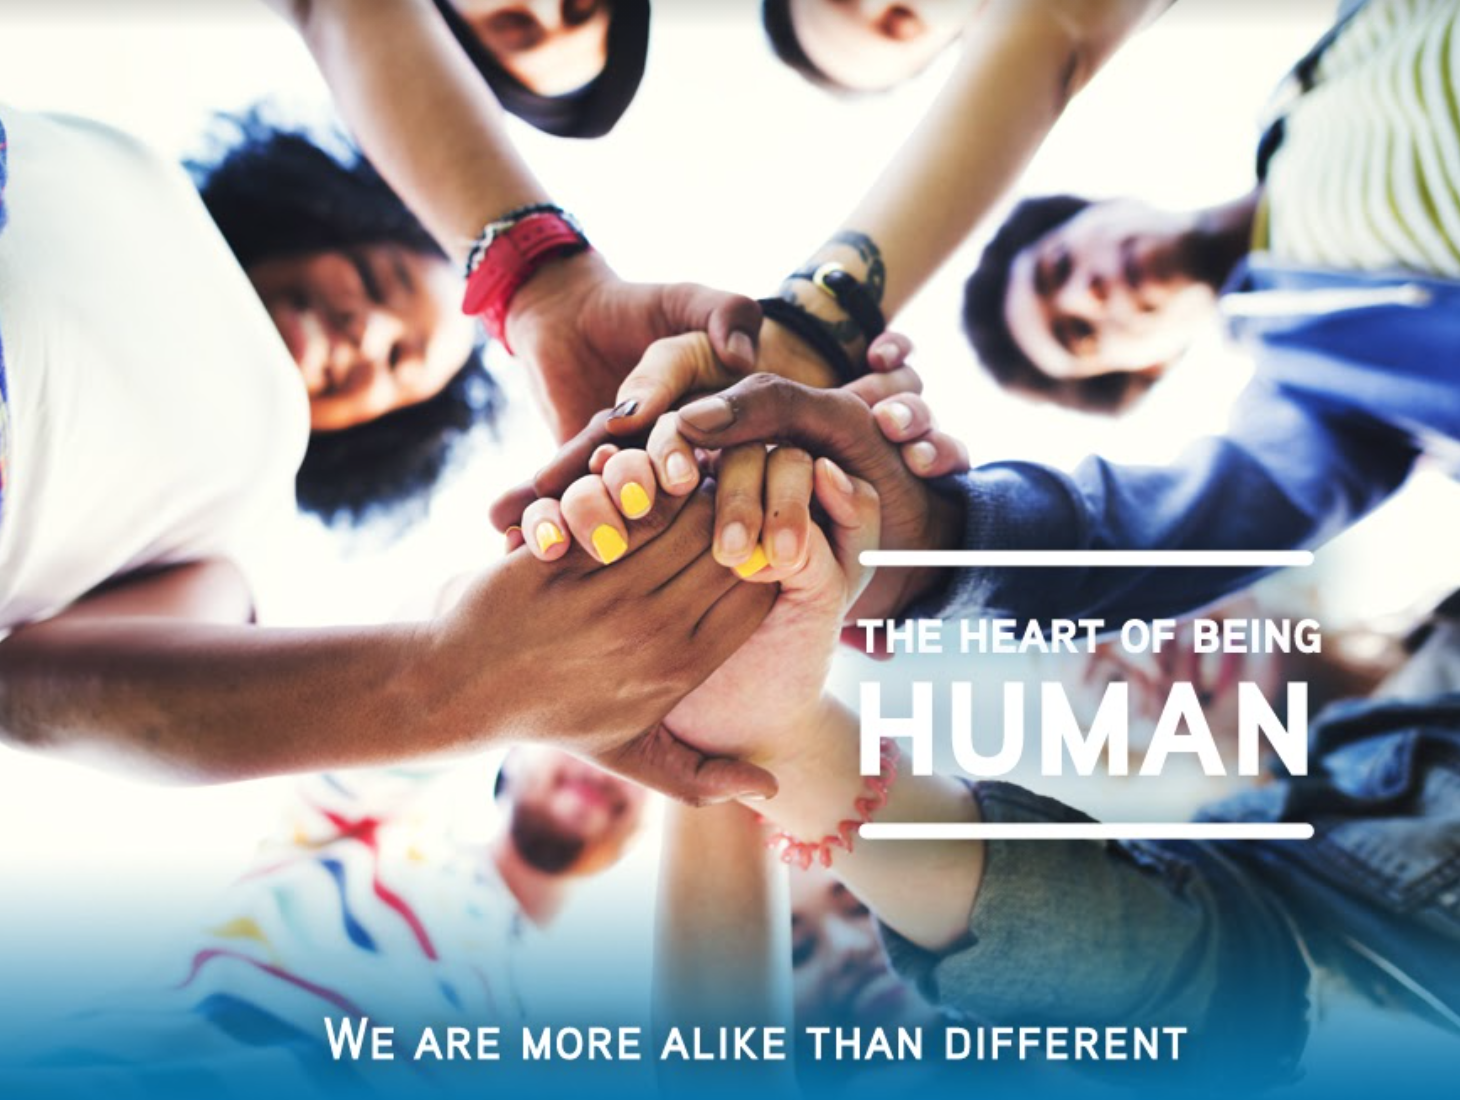 THE HEART OF BEING
HUMAN
WE ARE MORE ALIKE THAN DIFFERENT